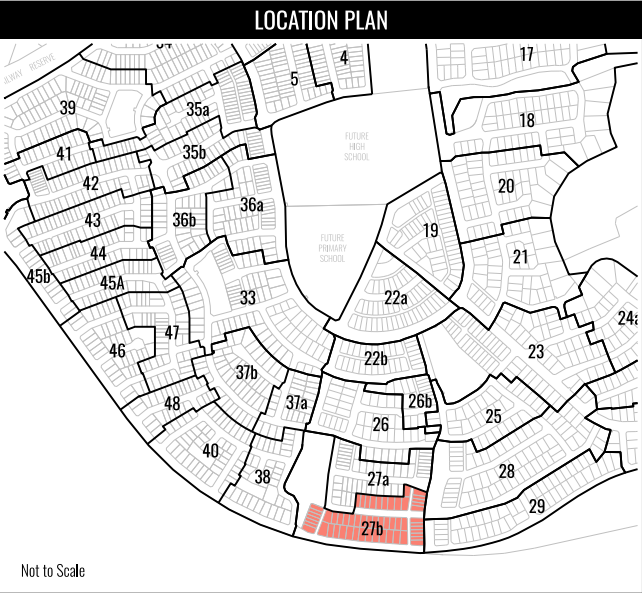 LOCATION PLAN
4
17
5
RAILWAY RESERVE
39
35a
18
FUTURE
HIGH
SCHOOL
41
35b
42
20
43
36b
36a
19
44
FUTURE
PRIMARY
SCHOOL
21
45b
45A
33
22a
24a
47
46
22b
23
37b
48
37a
26b
25
26
40
38
27a
28
29
27b
Not to Scale